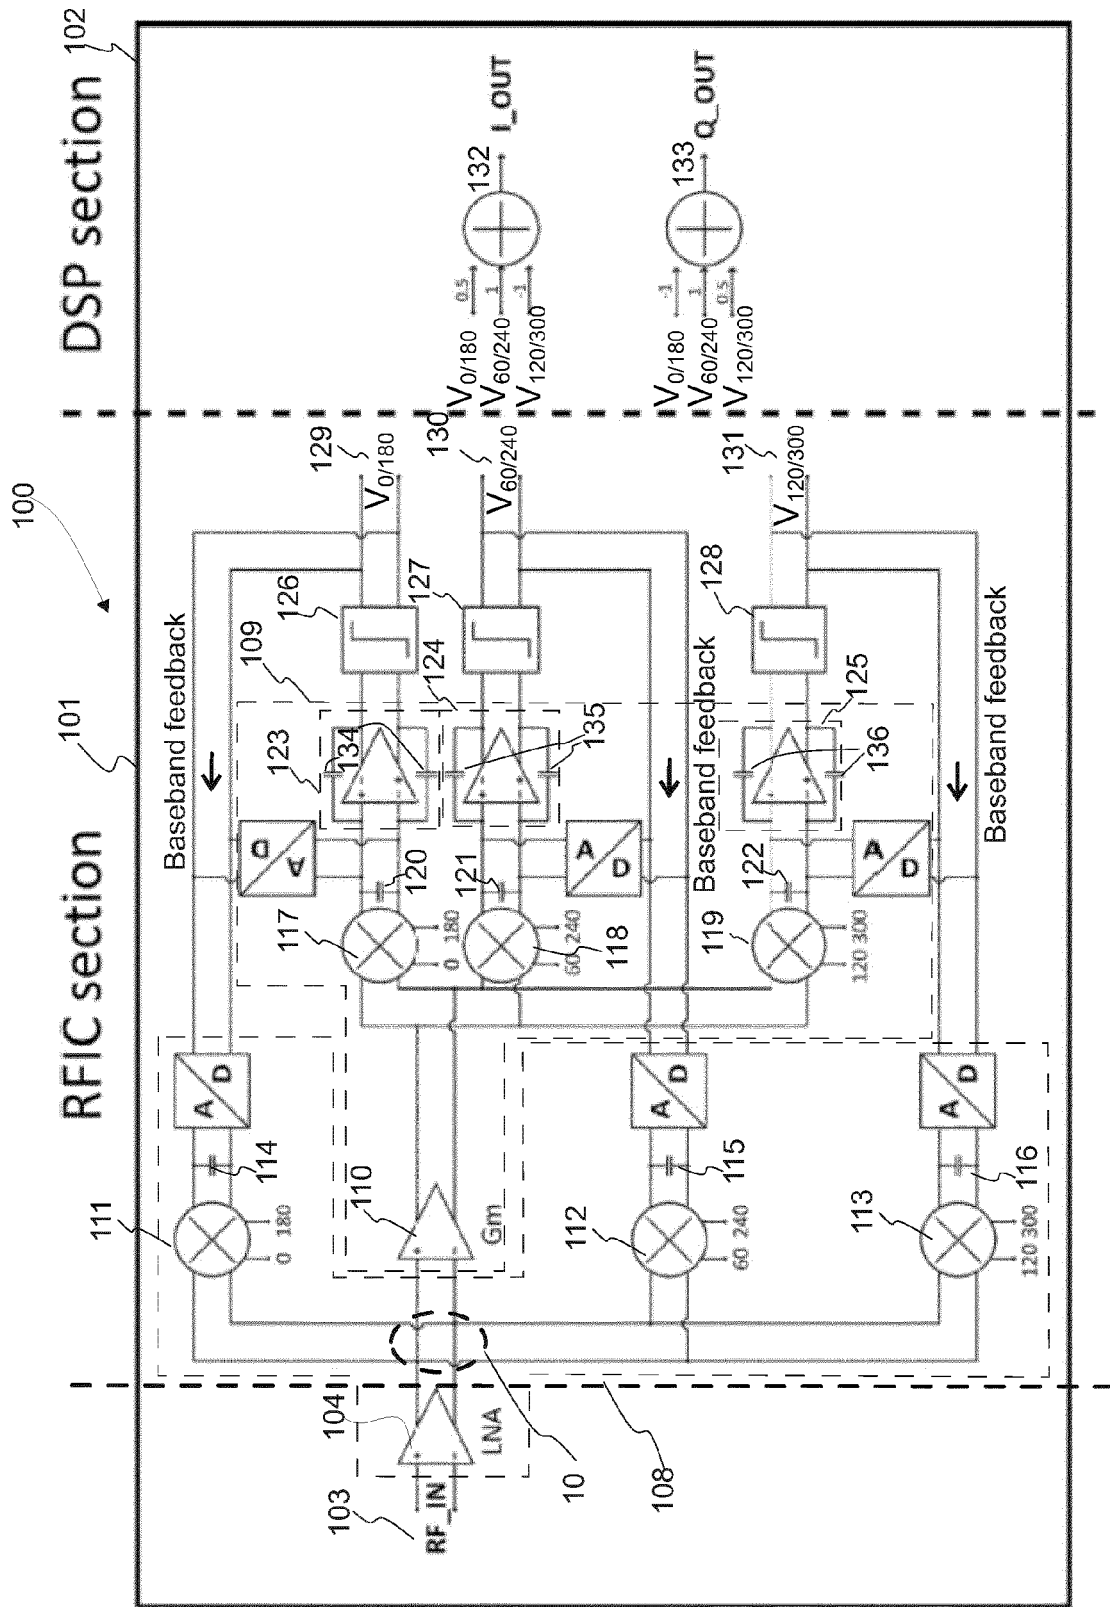 100
RFIC section
101
DSP section
102
Baseband feedback
111
0 180
114
A D
D A
109
123
134
126
129
V0/180
117
0 180
120
103
RF_IN
104
LNA
110
Gm
10
108
118
60 240
121
124
135
127
130
V60/240
112
60 240
115
A D
A D
Baseband feedback
119
120 300
122
125
136
128
131
V120/300
113
120 300
116
A D
A D
Baseband feedback
V0/180
V60/240
V120/300
0.5
1
-1
132
I_OUT
V0/180
V60/240
V120/300
-1
1
0.5
133
Q_OUT